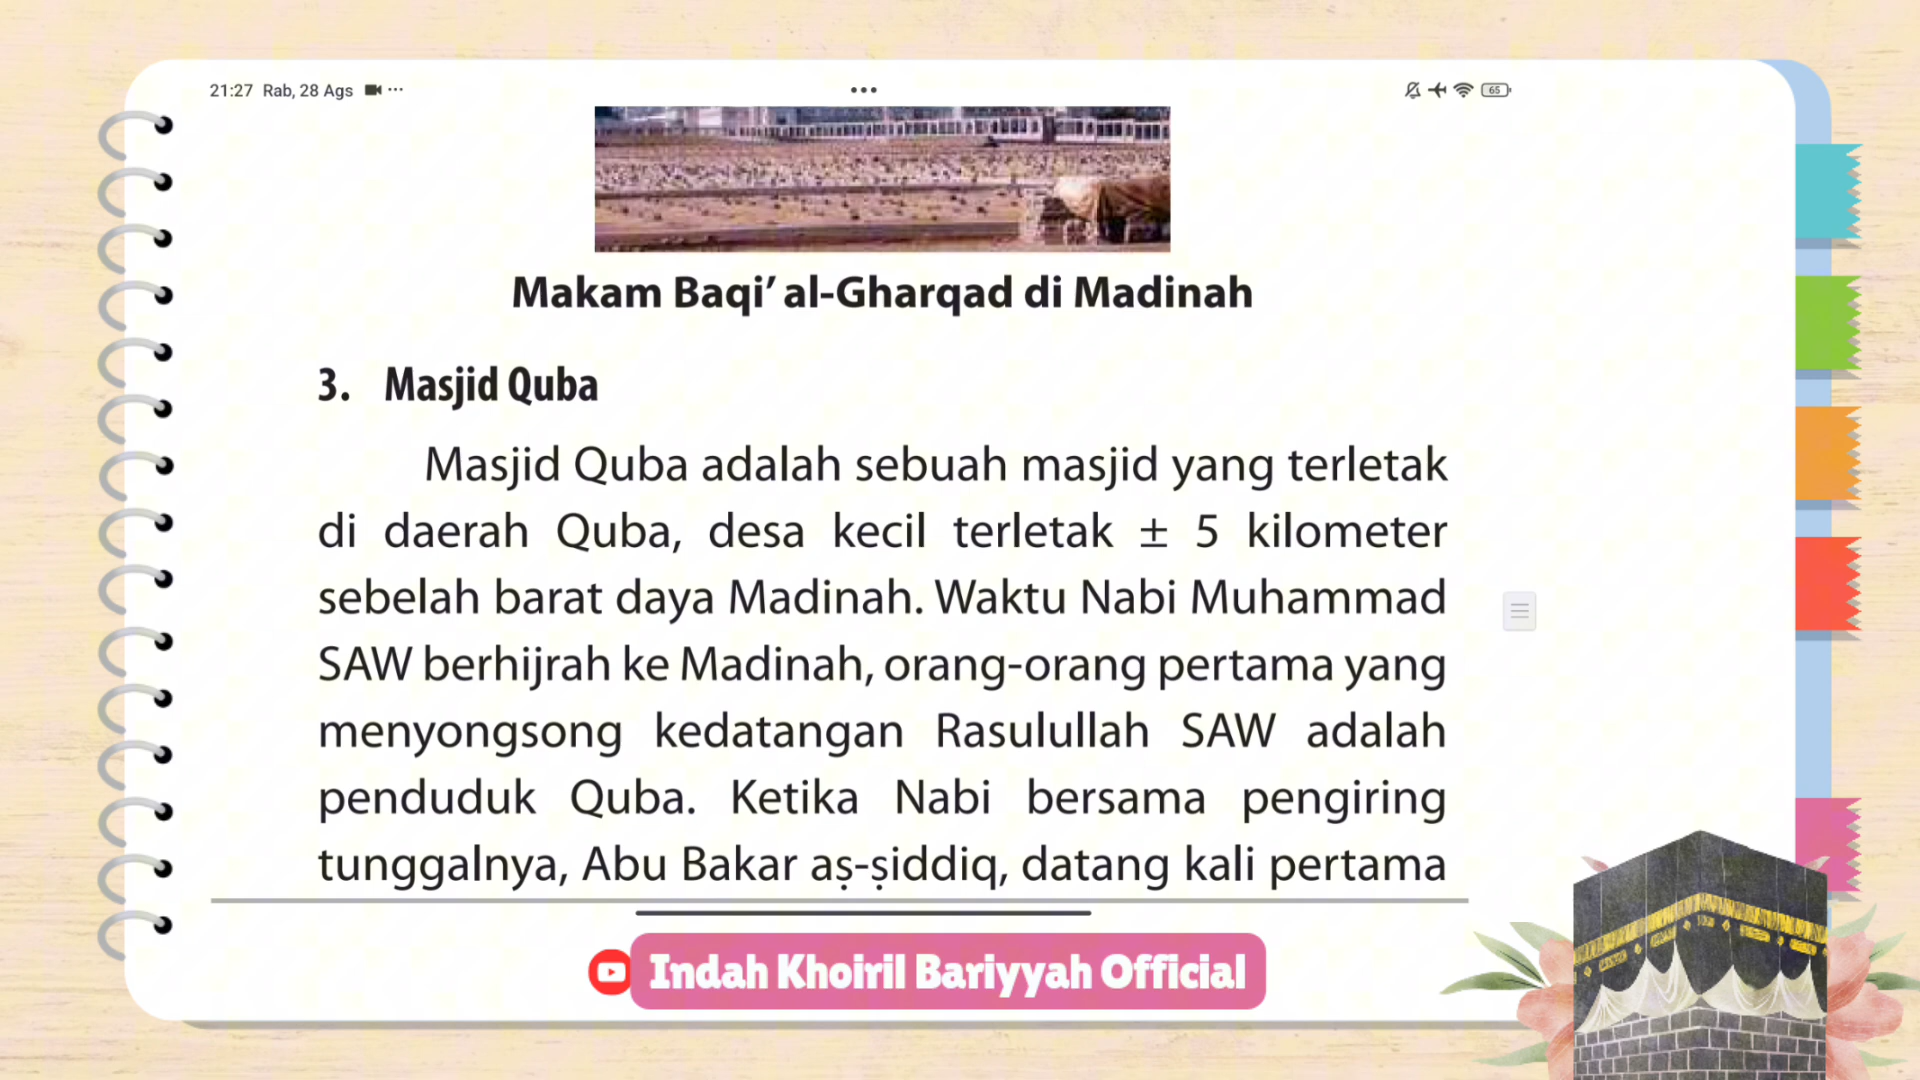 21:27 Rab, 28 Ags
65
Makam Baqi’ al-Gharqad di Madinah
3. Masjid Quba
Masjid Quba adalah sebuah masjid yang terletak
di daerah Quba, desa kecil terletak ± 5 kilometer
sebelah barat daya Madinah. Waktu Nabi Muhammad
SAW berhijrah ke Madinah, orang-orang pertama yang
menyongsong kedatangan Rasulullah SAW adalah
penduduk Quba. Ketika Nabi bersama pengiring
tunggalnya, Abu Bakar aṣ-ṣiddiq, datang kali pertama
Indah Khoiril Bariyyah Official